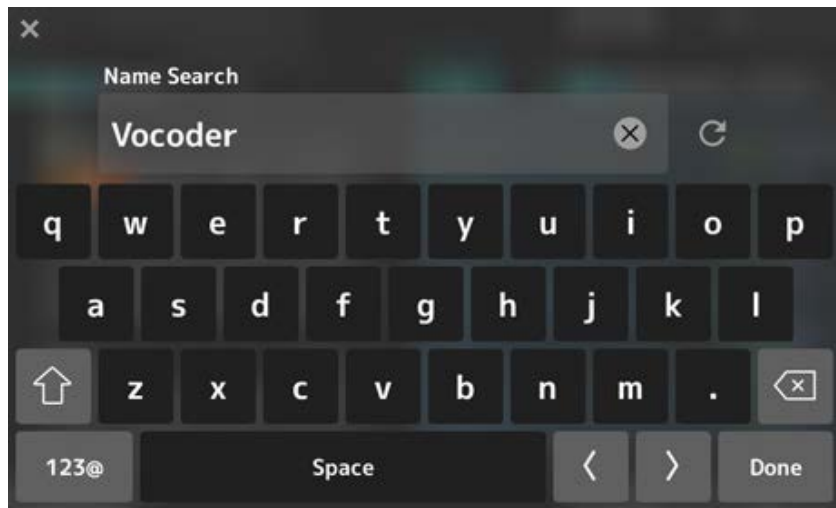 Name Search
Vocoder
q w e r t y u i o p
a s d f g h j k l
z x c v b n m .
123@ Space Done